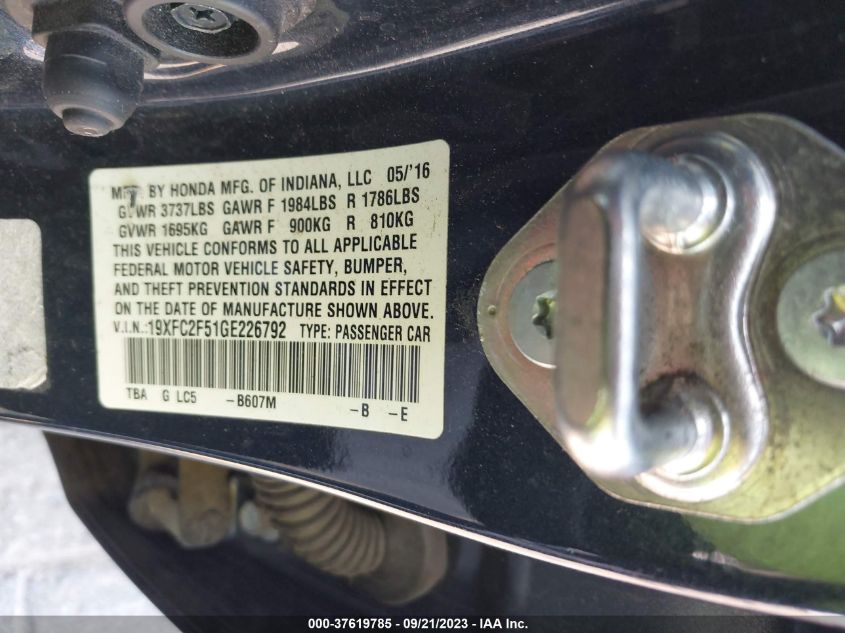 MFD. BY HONDA MFG. OF INDIANA, LLC 05/'16
GVWR 3737LBS GAWR F 1984LBS R 1786LBS
GVWR 1695KG GAWR F 900KG R 810KG
THIS VEHICLE CONFORMS TO ALL APPLICABLE
FEDERAL MOTOR VEHICLE SAFETY, BUMPER,
AND THEFT PREVENTION STANDARDS IN EFFECT
ON THE DATE OF MANUFACTURE SHOWN ABOVE.
V.I.N.:19XFC2F51GE226792 TYPE: PASSENGER CAR
TBA G LC5 -B607M -B -E
000-37619785 - 09/21/2023 - IAA Inc.